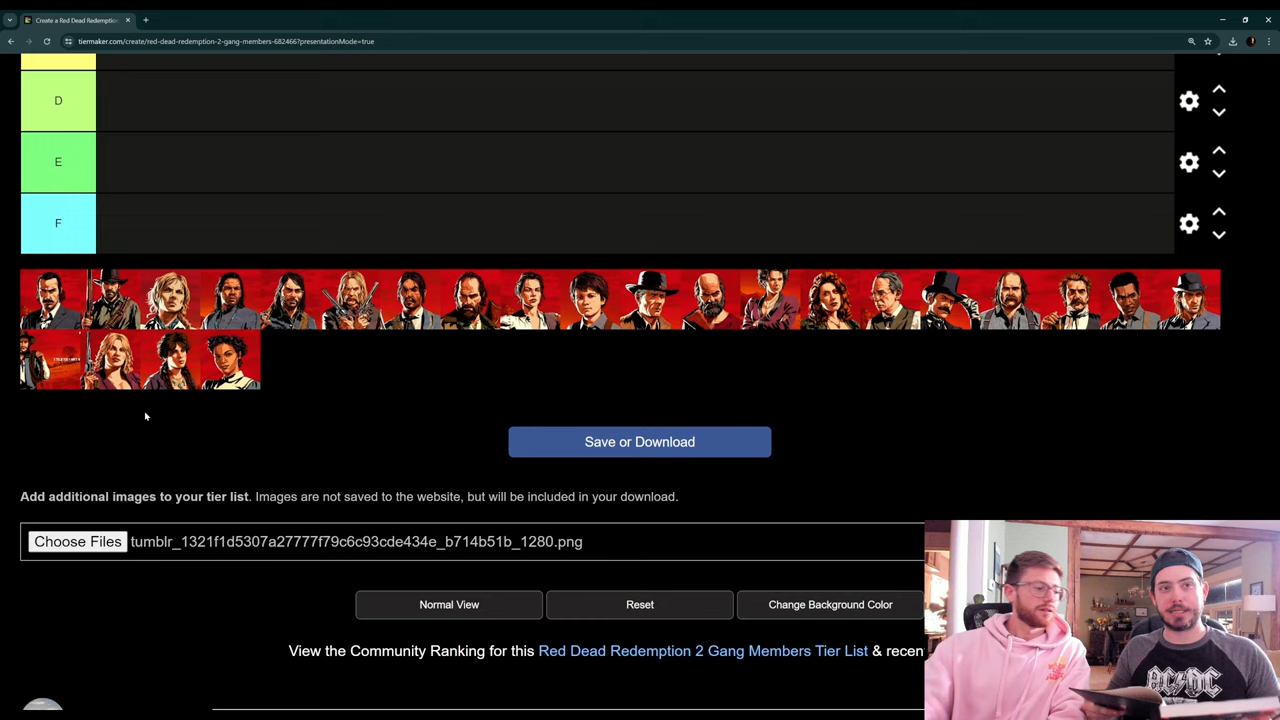 Create a Red Dead Redemption
tiermaker.com/create/red-dead-redemption-2-gang-members-682466?presentationMode=true
D
E
F
Save or Download
Add additional images to your tier list. Images are not saved to the website, but will be included in your download.
Choose Files tumblr_1321f1d5307a27777f79c6c93cde434e_b714b51b_1280.png
Normal View
Reset
Change Background Color
View the Community Ranking for this Red Dead Redemption 2 Gang Members Tier List & recen
AC DC